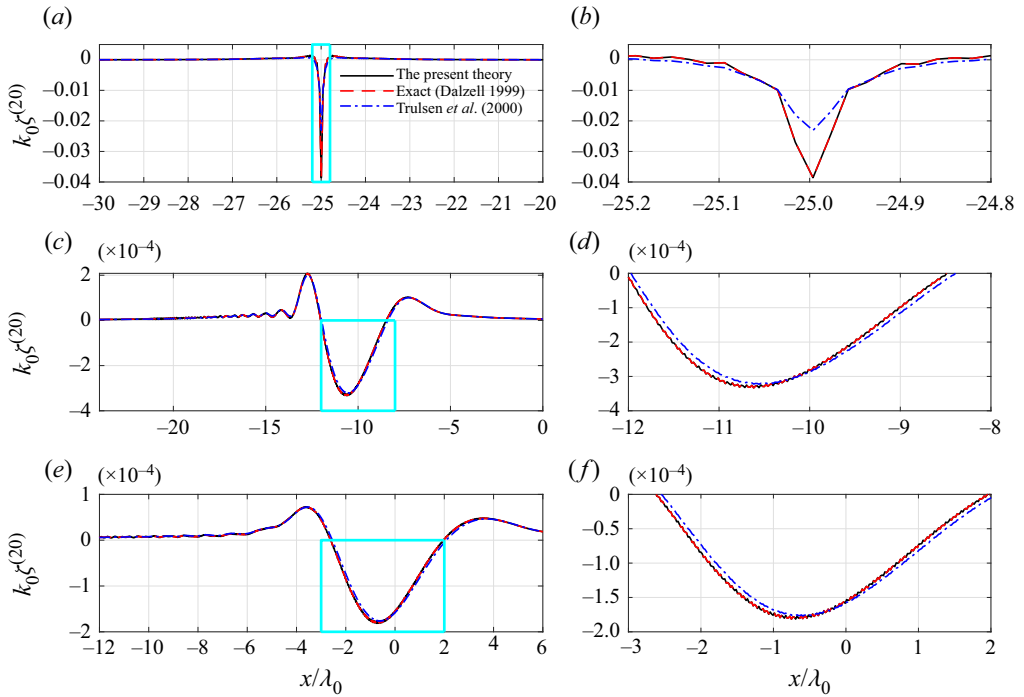 (a) (b)
0 0
–0.01 –0.01
–0.02 –0.02
–0.03 –0.03
–0.04 –0.04
k₀ζ⁽²⁰⁾
The present theory
Exact (Dalzell 1999)
Trulsen et al. (2000)
–30 –29 –28 –27 –26 –25 –24 –23 –22 –21 –20
–25.2 –25.1 –25.0 –24.9 –24.8
(c) (×10⁻⁴) (d) (×10⁻⁴)
2 0
0 –1
–2 –2
–4 –3
–4
k₀ζ⁽²⁰⁾
–20 –15 –10 –5 0
–12 –11 –10 –9 –8
(e) (×10⁻⁴) (f) (×10⁻⁴)
1 0
0 –0.5
–1 –1.0
–2 –1.5
–2.0
k₀ζ⁽²⁰⁾
–12 –10 –8 –6 –4 –2 0 2 4 6
–3 –2 –1 0 1 2
x/λ₀ x/λ₀